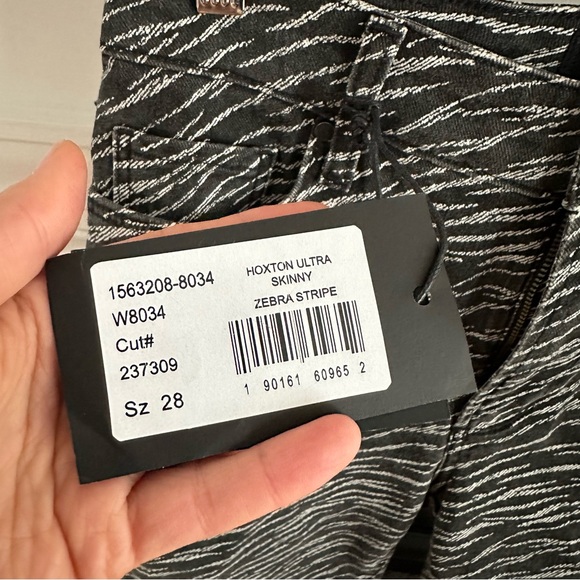 1563208-8034
W8034
Cut#
237309
Sz 28
HOXTON ULTRA
SKINNY
ZEBRA STRIPE
1 90161 60965 2